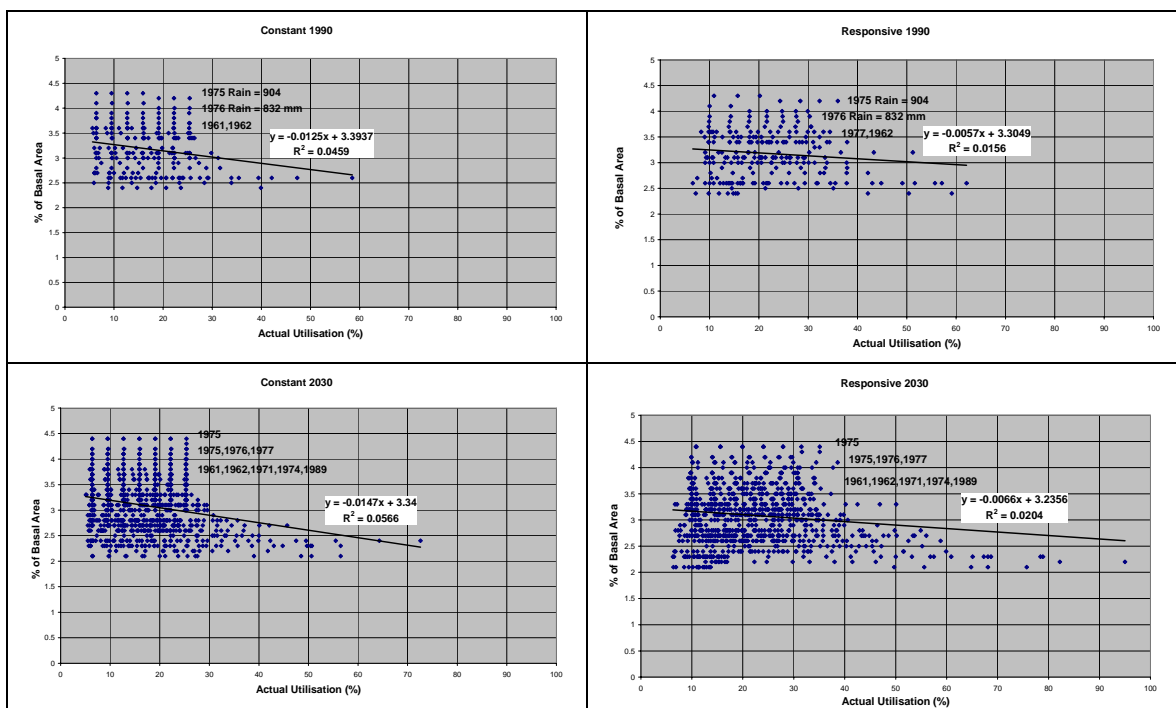 Constant 1990
5
4.5
4
3.5
3
2.5
2
1.5
1
0.5
0
% of Basal Area
1975 Rain = 904
1976 Rain = 832 mm
1961,1962
y = -0.0125x + 3.3937
R² = 0.0459
0 10 20 30 40 50 60 70 80 90 100
Actual Utilisation (%)
Responsive 1990
5
4.5
4
3.5
3
2.5
2
1.5
1
0.5
0
% of Basal Area
1975 Rain = 904
1976 Rain = 832 mm
1977,1962
y = -0.0057x + 3.3049
R² = 0.0156
0 10 20 30 40 50 60 70 80 90 100
Actual Utilisation (%)
Constant 2030
5
4.5
4
3.5
3
2.5
2
1.5
1
0.5
0
% of Basal Area
1975
1975,1976,1977
1961,1962,1971,1974,1989
y = -0.0147x + 3.34
R² = 0.0566
0 10 20 30 40 50 60 70 80 90 100
Actual Utilisation (%)
Responsive 2030
5
4.5
4
3.5
3
2.5
2
1.5
1
0.5
0
% of Basal Area
1975
1975,1976,1977
1961,1962,1971,1974,1989
y = -0.0066x + 3.2356
R² = 0.0204
0 10 20 30 40 50 60 70 80 90 100
Actual Utilisation (%)